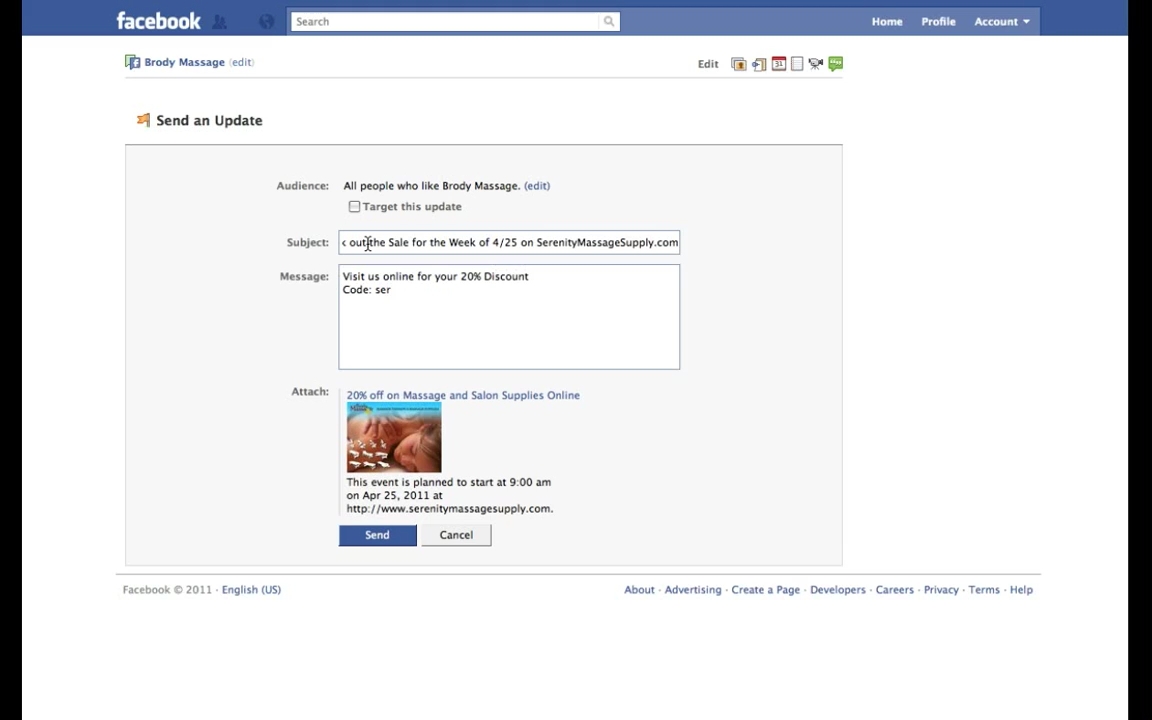 facebook
Search
Home Profile Account
Brody Massage (edit)
Edit
31
Send an Update
Audience: All people who like Brody Massage. (edit)
Target this update
Subject: k out the Sale for the Week of 4/25 on SerenityMassageSupply.com
Message: Visit us online for your 20% Discount
Code: ser
Attach: 20% off on Massage and Salon Supplies Online
This event is planned to start at 9:00 am
on Apr 25, 2011 at
http://www.serenitymassagesupply.com.
Send Cancel
Facebook © 2011 · English (US)
About · Advertising · Create a Page · Developers · Careers · Privacy · Terms · Help